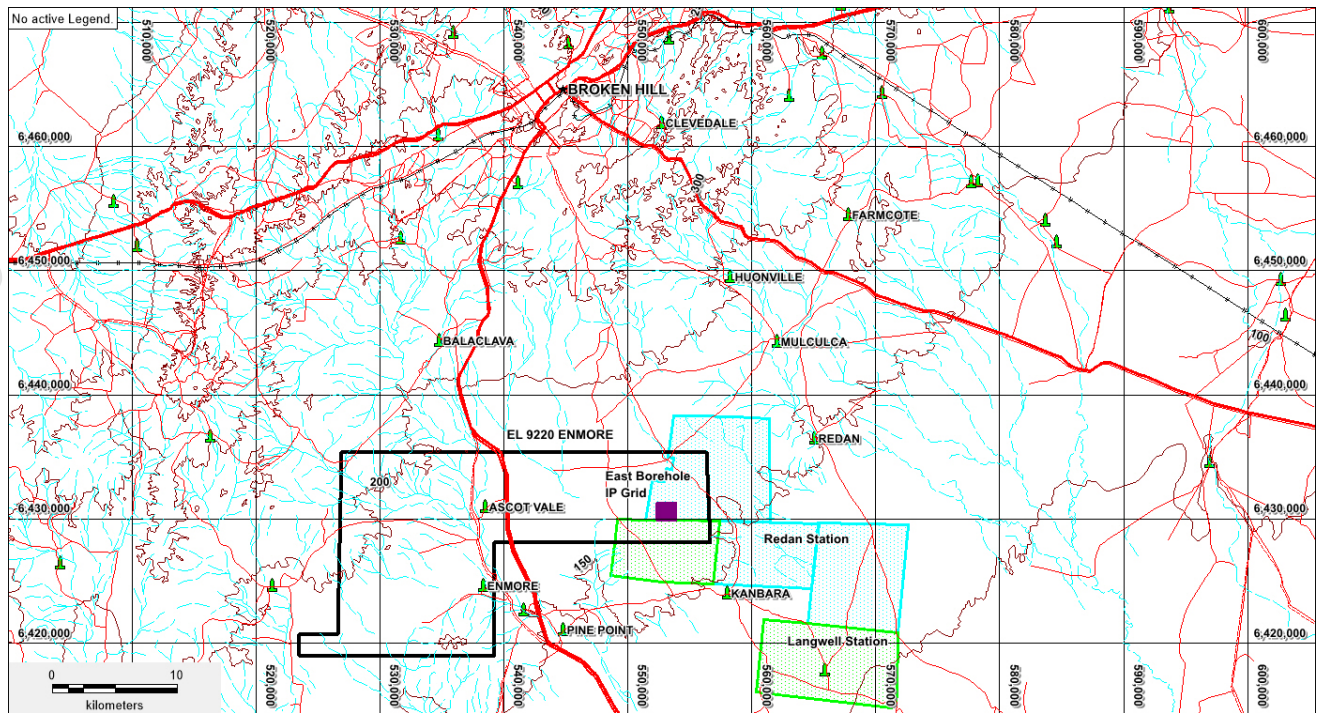 No active Legend.
510,000
520,000
530,000
540,000
550,000
560,000
570,000
580,000
590,000
600,000
BROKEN HILL
CLEVEDALE
6,460,000
6,460,000
300
FARMCOTE
6,450,000
6,450,000
HUONVILLE
BALACLAVA
MULCULCA
100
6,440,000
6,440,000
EL 9220 ENMORE
REDAN
200
East Borehole
IP Grid
ASCOT VALE
6,430,000
6,430,000
Redan Station
150
ENMORE
KANBARA
PINE POINT
6,420,000
6,420,000
Langwell Station
520,000
530,000
540,000
550,000
560,000
570,000
580,000
590,000
600,000
0 10
kilometers